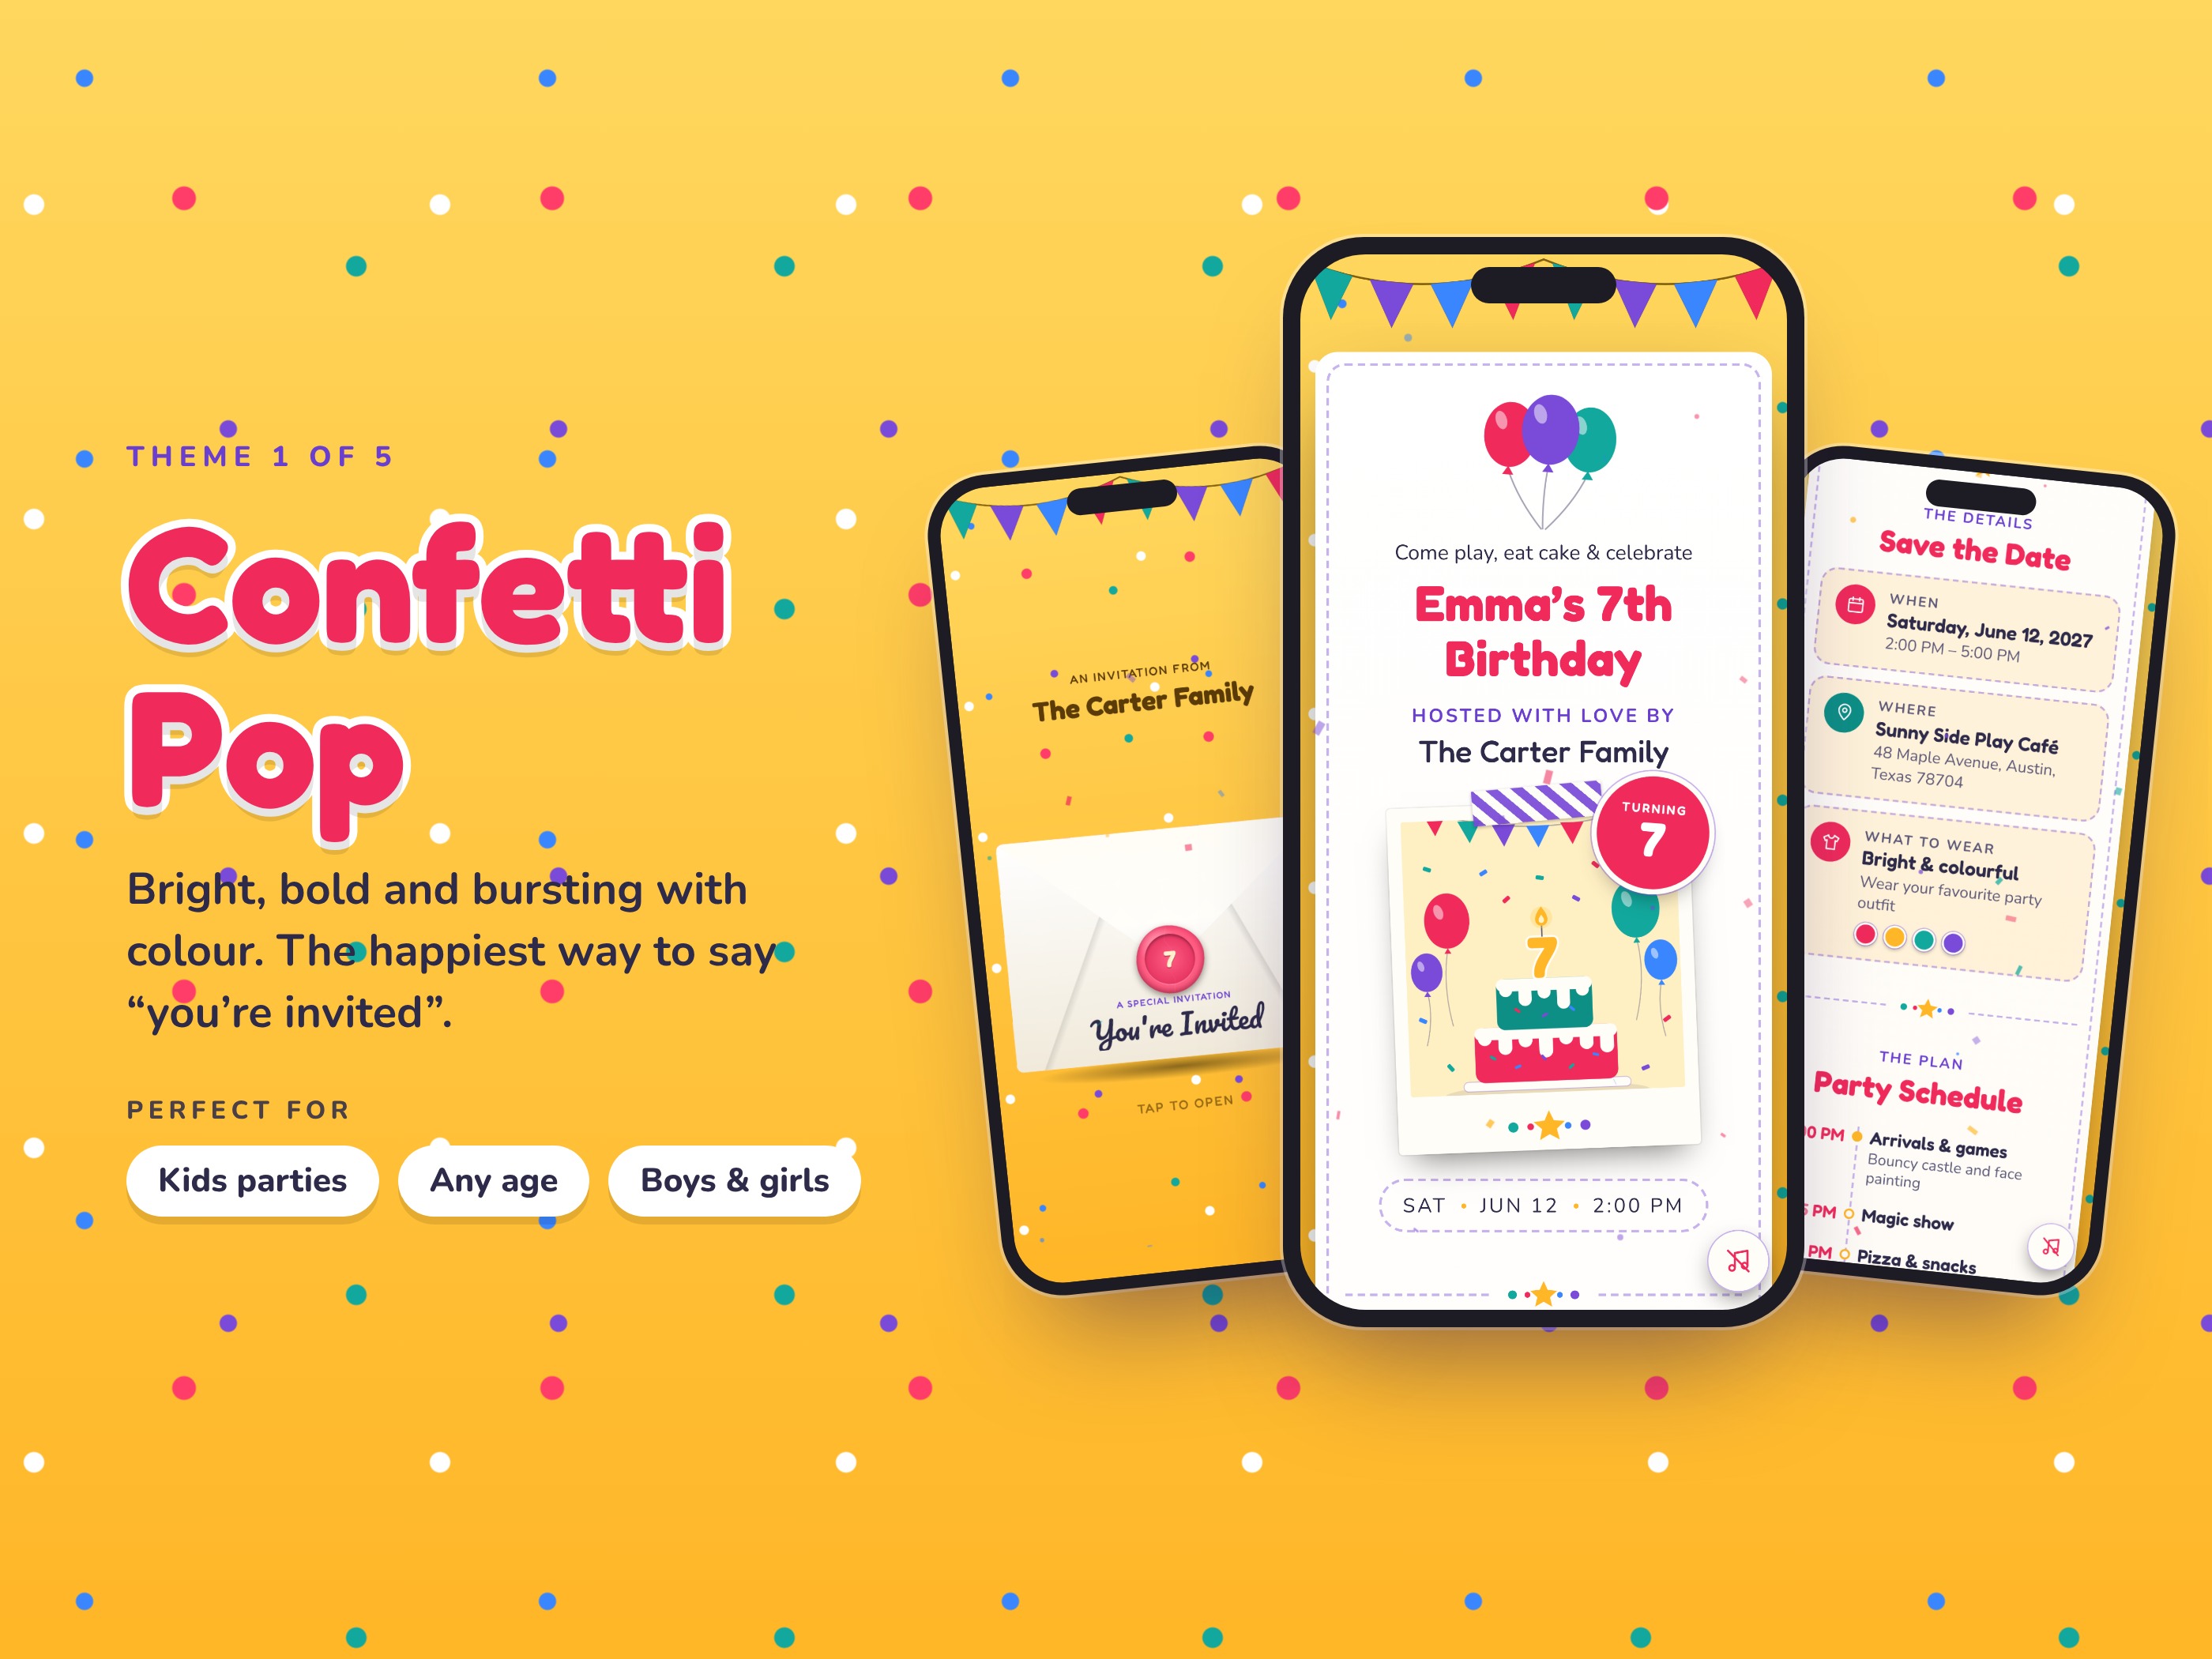 THEME 1 OF 5
Confetti
Pop
Bright, bold and bursting with
colour. The happiest way to say
“you’re invited”.
PERFECT FOR
Kids parties
Any age
Boys & girls
AN INVITATION FROM
The Carter Family
7
A SPECIAL INVITATION
You're Invited
TAP TO OPEN
Come play, eat cake & celebrate
Emma’s 7th
Birthday
HOSTED WITH LOVE BY
The Carter Family
TURNING
7
7
SAT • JUN 12 • 2:00 PM
THE DETAILS
Save the Date
WHEN
Saturday, June 12, 2027
2:00 PM – 5:00 PM
WHERE
Sunny Side Play Café
48 Maple Avenue, Austin,
Texas 78704
WHAT TO WEAR
Bright & colourful
Wear your favourite party
outfit
THE PLAN
Party Schedule
PM Arrivals & games
Bouncy castle and face
painting
PM Magic show
PM Pizza & snacks